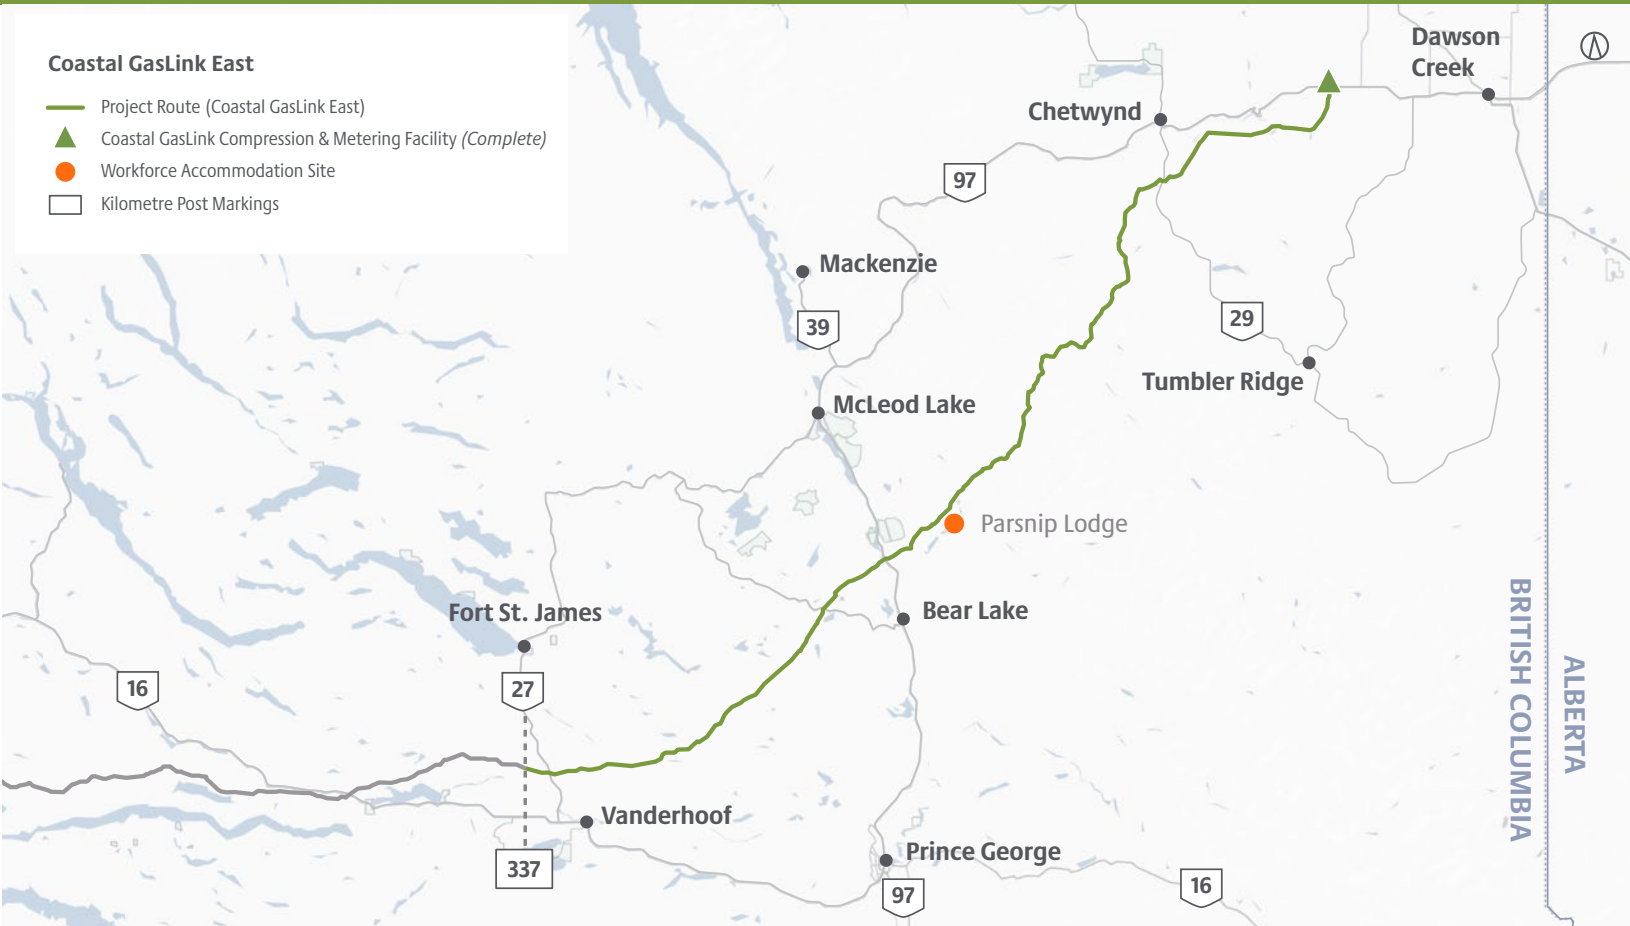 Coastal GasLink East
Project Route (Coastal GasLink East)
Coastal GasLink Compression & Metering Facility (Complete)
Workforce Accommodation Site
Kilometre Post Markings
Dawson
Creek
Chetwynd
97
Mackenzie
39
29
Tumbler Ridge
McLeod Lake
Parsnip Lodge
Fort St. James
Bear Lake
16
27
BRITISH COLUMBIA
ALBERTA
Vanderhoof
337
Prince George
97
16